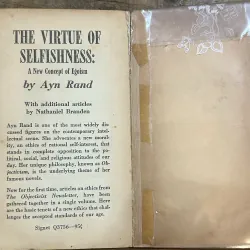 THE VIRTUE OF
SELFISHNESS:
A New Concept of Egoism
by Ayn Rand
With additional articles
by Nathaniel Branden
Ayn Rand is one of the most widely dis-
cussed figures on the contemporary intel-
lectual scene. She advocates a new moral-
ity, an ethics of rational self-interest, that
stands in complete opposition to the po-
litical, social, and religious attitudes of our
day. Her unique philosophy, known as Ob-
jectivism, is the underlying theme of her
famous novels.
Now for the first time, articles on ethics from
The Objectivist Newsletter, have been
gathered together in a single volume. Here
are the basic tenets of a new ethics that chal-
lenges the accepted standards of our age.
Signet Q3756—95¢